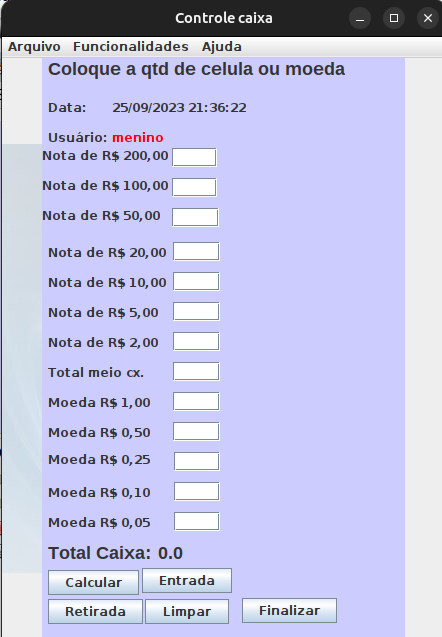 Controle caixa
Arquivo Funcionalidades Ajuda
Coloque a qtd de celula ou moeda
Data: 25/09/2023 21:36:22
Usuário: menino
Nota de R$ 200,00
Nota de R$ 100,00
Nota de R$ 50,00
Nota de R$ 20,00
Nota de R$ 10,00
Nota de R$ 5,00
Nota de R$ 2,00
Total meio cx.
Moeda R$ 1,00
Moeda R$ 0,50
Moeda R$ 0,25
Moeda R$ 0,10
Moeda R$ 0,05
Total Caixa: 0.0
Calcular Entrada
Retirada Limpar Finalizar